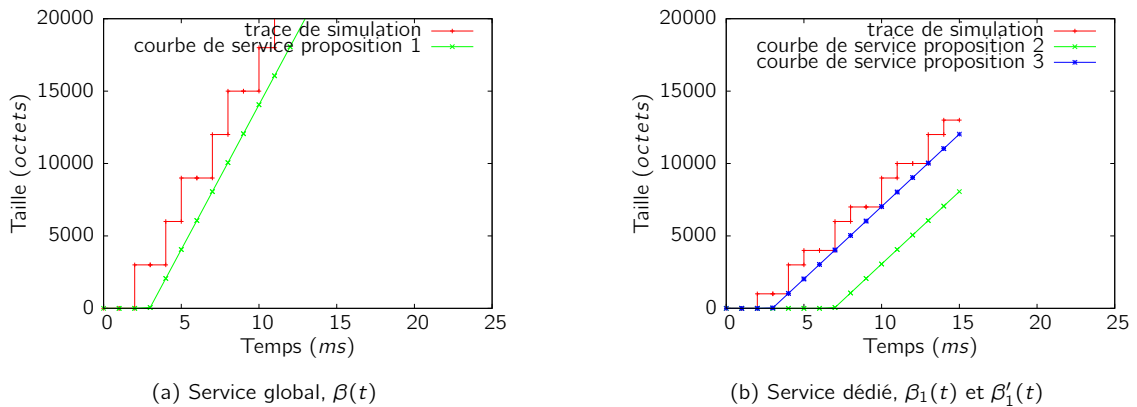 20000
15000
10000
5000
0
0
5
10
15
20
25
Taille (octets)
Temps (ms)
trace de simulation
courbe de service proposition 1
(a) Service global, β(t)
20000
15000
10000
5000
0
0
5
10
15
20
25
Taille (octets)
Temps (ms)
trace de simulation
courbe de service proposition 2
courbe de service proposition 3
(b) Service dédié, β₁(t) et β′₁(t)